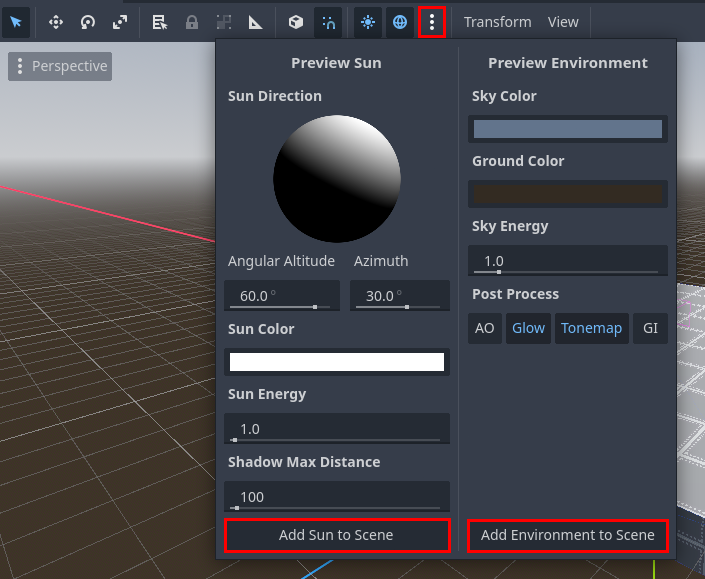 Transform View
Perspective
Preview Sun
Sun Direction
Angular Altitude Azimuth
60.0 ° 30.0 °
Sun Color
Sun Energy
1.0
Shadow Max Distance
100
Add Sun to Scene
Preview Environment
Sky Color
Ground Color
Sky Energy
1.0
Post Process
AO Glow Tonemap GI
Add Environment to Scene